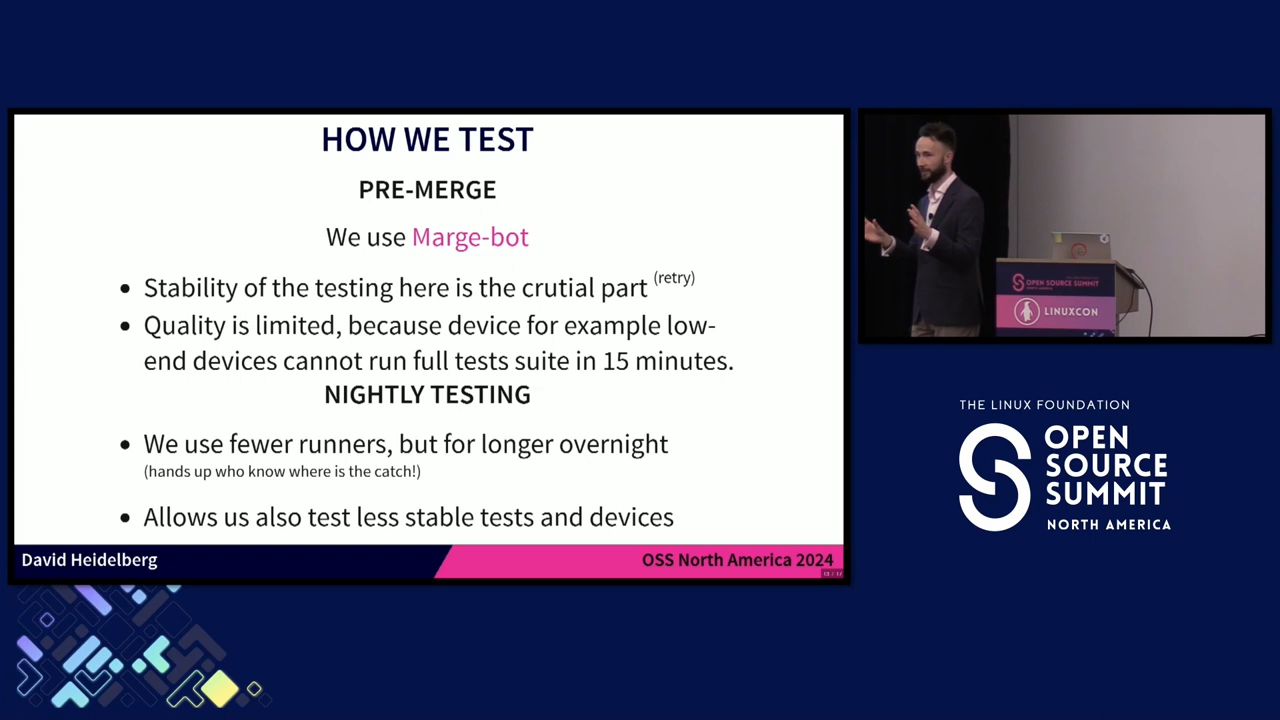 HOW WE TEST
PRE-MERGE
We use Marge-bot
• Stability of the testing here is the crutial part (retry)
• Quality is limited, because device for example low-
end devices cannot run full tests suite in 15 minutes.
NIGHTLY TESTING
• We use fewer runners, but for longer overnight
(hands up who know where is the catch!)
• Allows us also test less stable tests and devices
David Heidelberg
OSS North America 2024
OPEN SOURCE SUMMIT
LINUXCON
THE LINUX FOUNDATION
OPEN
SOURCE
SUMMIT
NORTH AMERICA